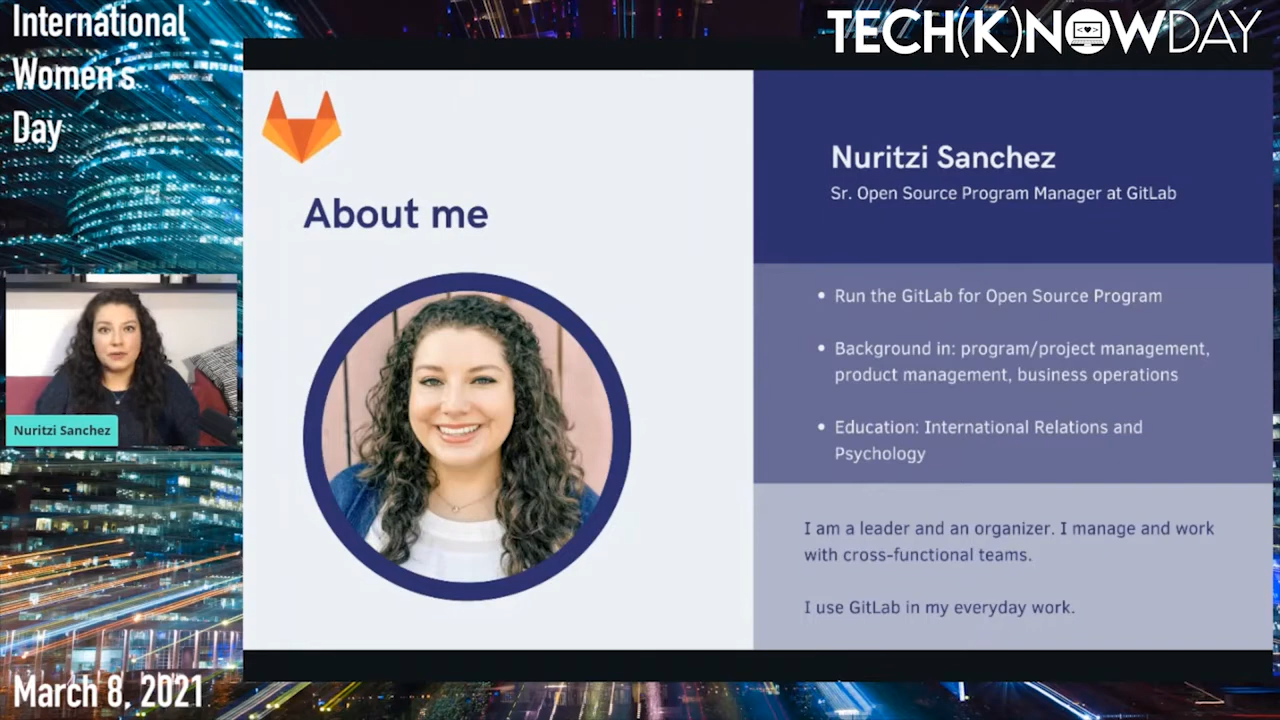 International
Women's
Day
TECH(K)NOWDAY
About me
Nuritzi Sanchez
Sr. Open Source Program Manager at GitLab
• Run the GitLab for Open Source Program
• Background in: program/project management,
product management, business operations
• Education: International Relations and
Psychology
I am a leader and an organizer. I manage and work
with cross-functional teams.
I use GitLab in my everyday work.
Nuritzi Sanchez
March 8, 2021